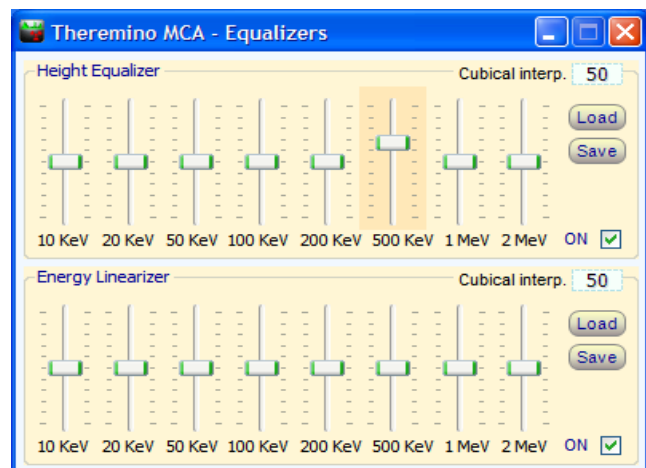 Theremino MCA - Equalizers
Height Equalizer Cubical interp. 50
Load
Save
10 KeV 20 KeV 50 KeV 100 KeV 200 KeV 500 KeV 1 MeV 2 MeV ON
Energy Linearizer Cubical interp. 50
Load
Save
10 KeV 20 KeV 50 KeV 100 KeV 200 KeV 500 KeV 1 MeV 2 MeV ON